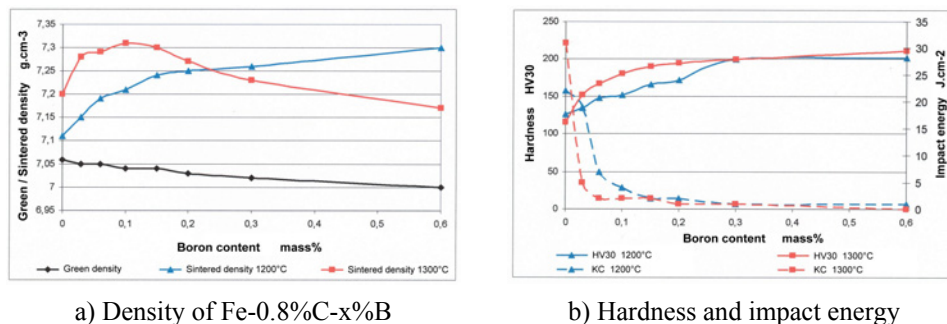 7,35
7,3
7,25
7,2
7,15
7,1
7,05
7
6,95
Green / Sintered density g.cm-3
0 0,1 0,2 0,3 0,4 0,5 0,6
Boron content mass%
Green density Sintered density 1200°C Sintered density 1300°C
a) Density of Fe-0.8%C-x%B
250
200
150
100
50
0
Hardness HV30
35
30
25
20
15
10
5
0
Impact energy J.cm-2
0 0,1 0,2 0,3 0,4 0,5 0,6
Boron content mass%
HV30 1200°C HV30 1300°C
KC 1200°C KC 1300°C
b) Hardness and impact energy